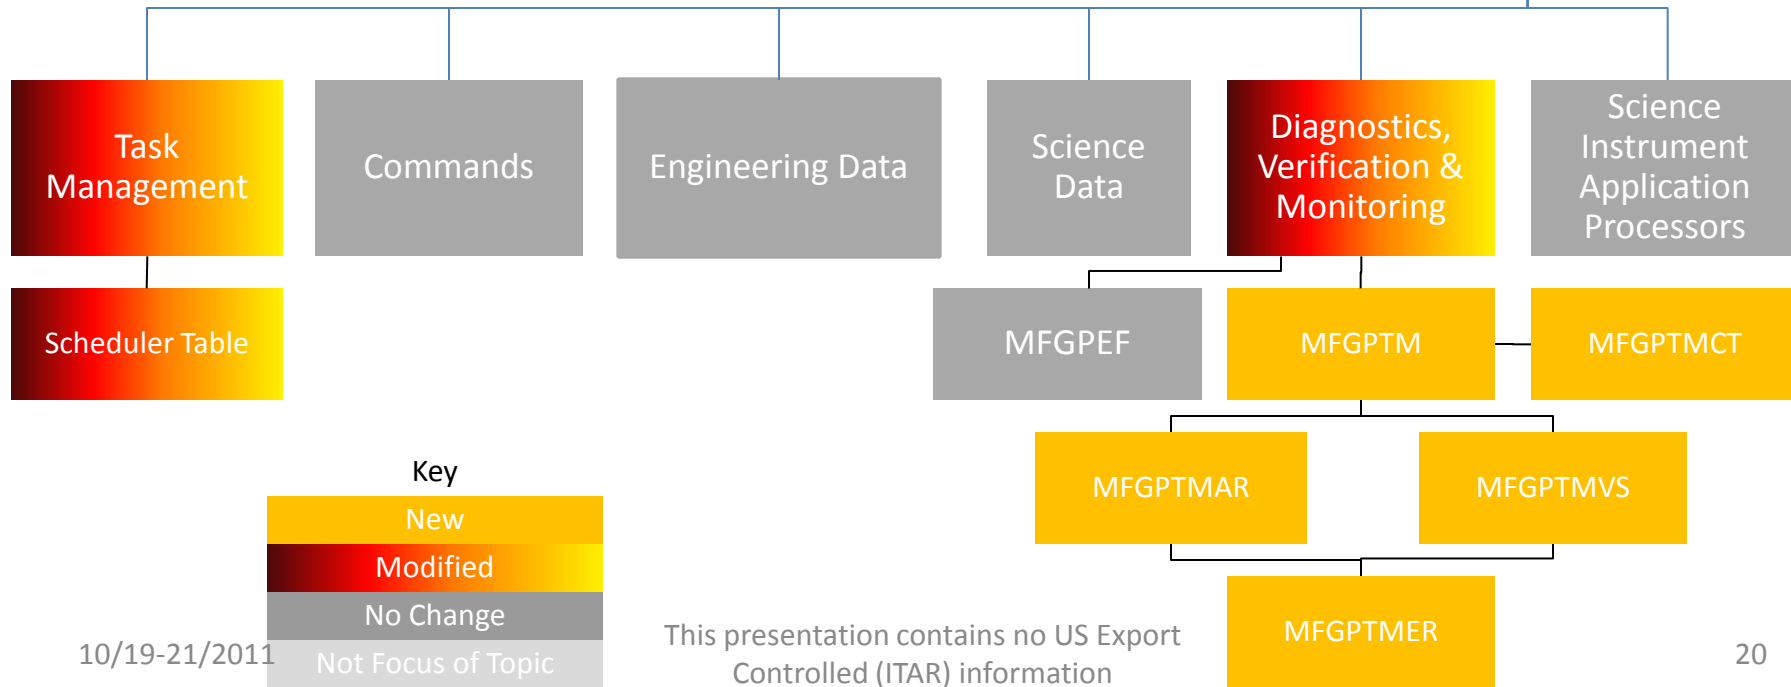 Task
Management
Commands
Engineering Data
Science
Data
Diagnostics,
Verification &
Monitoring
Science
Instrument
Application
Processors
Scheduler Table
MFGPEF
MFGPTM
MFGPTMCT
MFGPTMAR
MFGPTMVS
MFGPTMER
Key
New
Modified
No Change
Not Focus of Topic
10/19-21/2011
This presentation contains no US Export
Controlled (ITAR) information
20